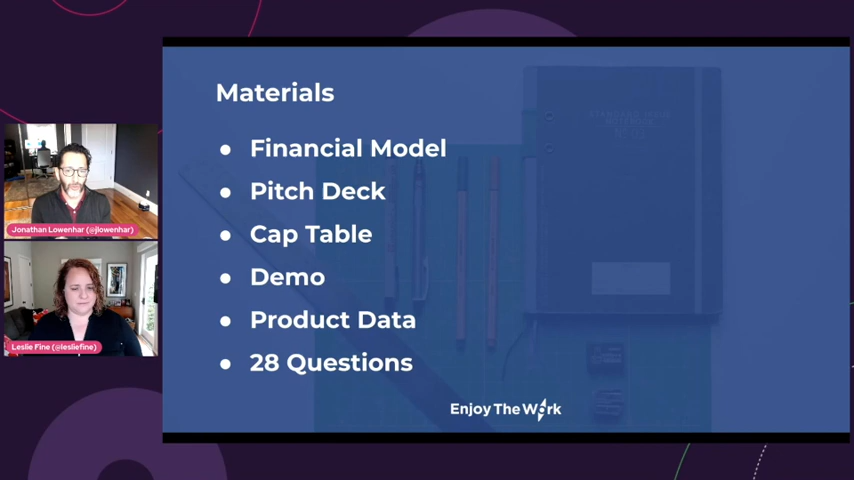 Materials
● Financial Model
● Pitch Deck
● Cap Table
● Demo
● Product Data
● 28 Questions
Enjoy The Work
Jonathan Lowenhar (@jlowenhar)
Leslie Fine (@lesliefine)